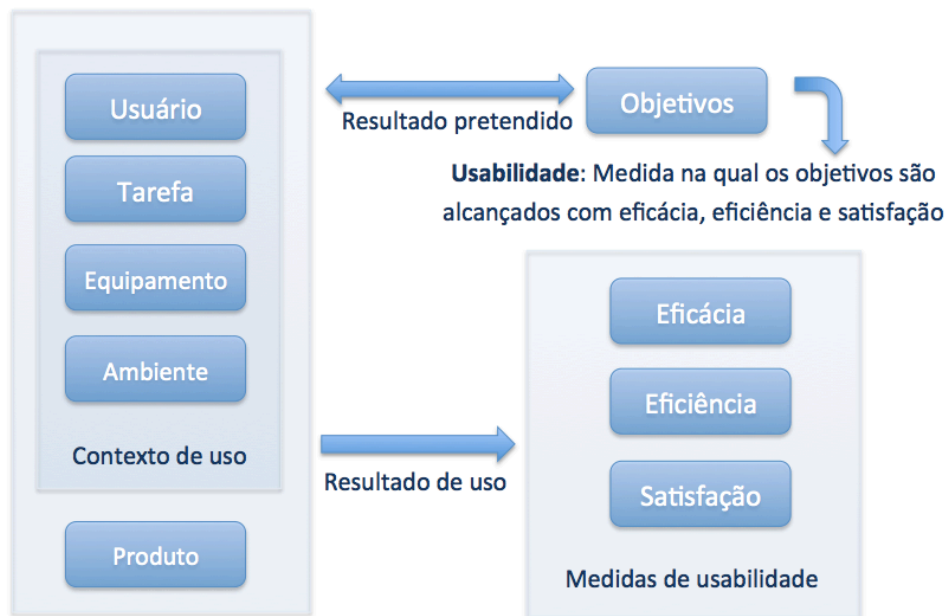 Usuário
Tarefa
Equipamento
Ambiente
Contexto de uso
Produto
Resultado pretendido
Objetivos
Usabilidade: Medida na qual os objetivos são
alcançados com eficácia, eficiência e satisfação
Resultado de uso
Eficácia
Eficiência
Satisfação
Medidas de usabilidade